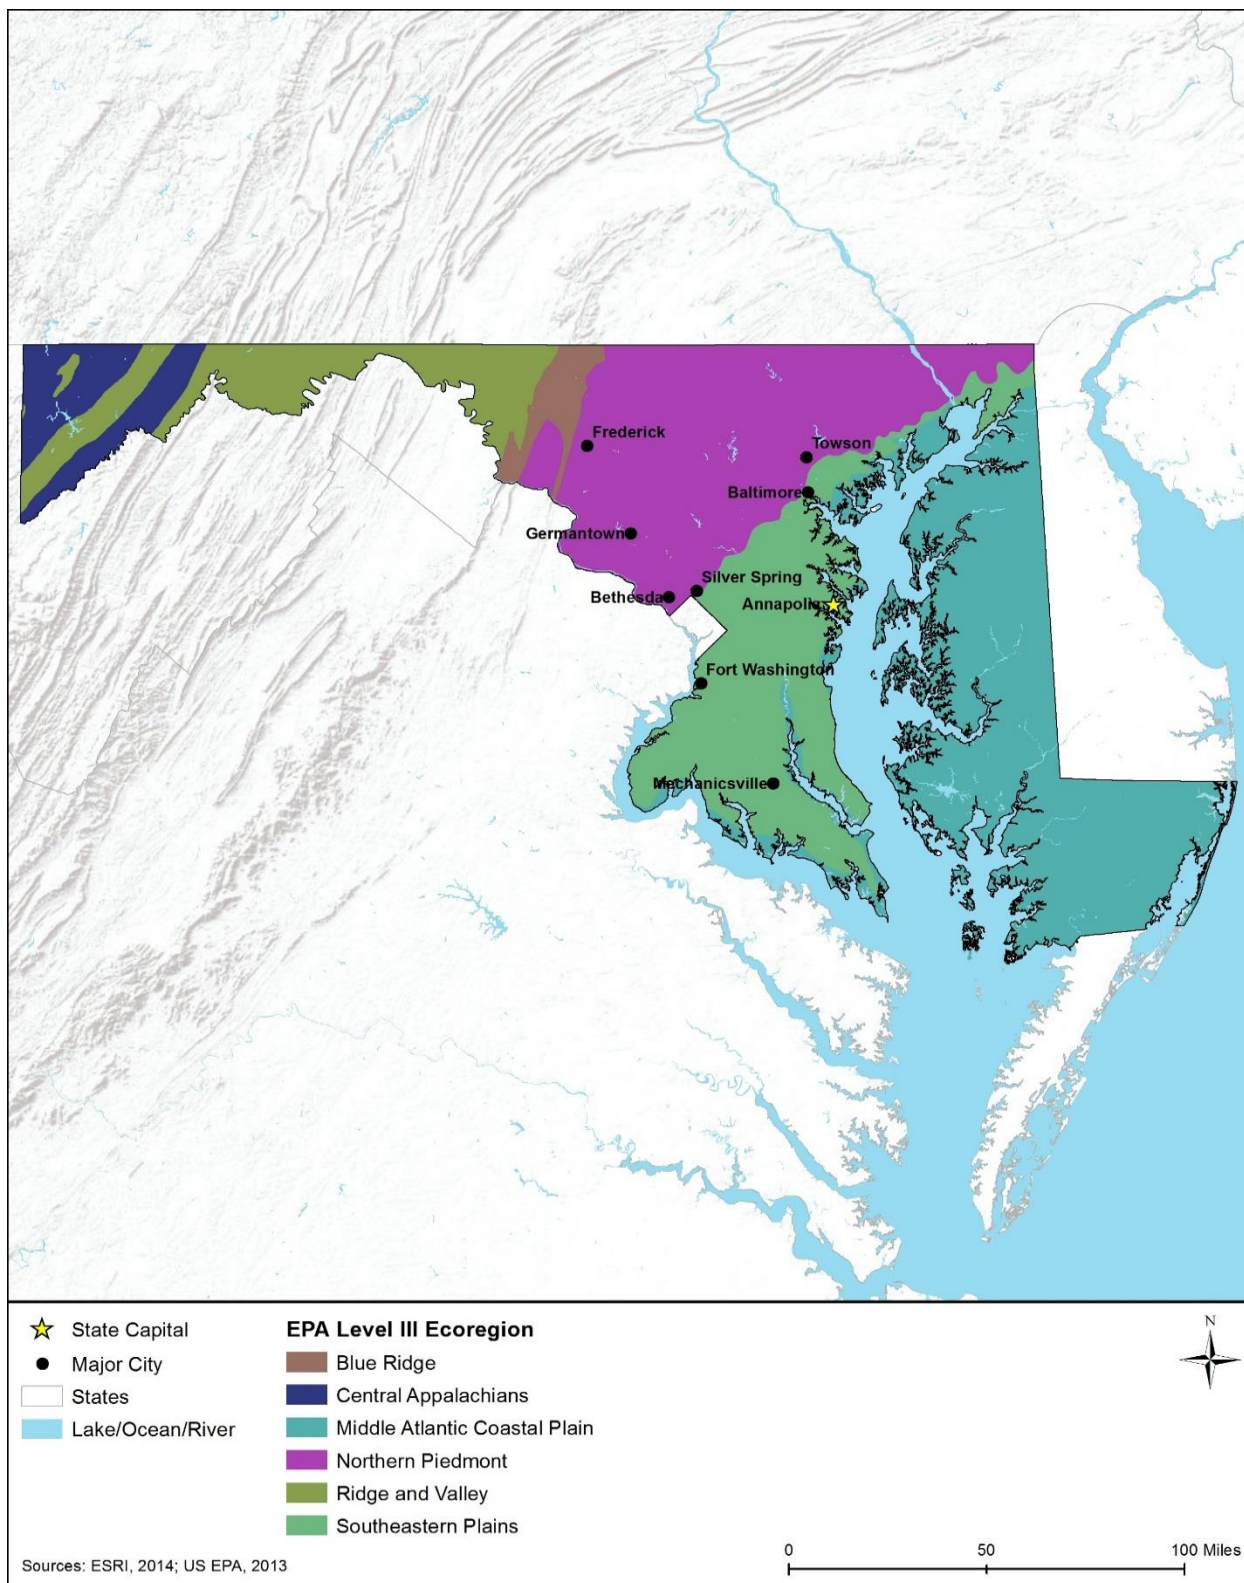 Frederick
Towson
Baltimore
Germantown
Silver Spring
Bethesda
Annapolis
Fort Washington
Mechanicsville
State Capital
Major City
States
Lake/Ocean/River
EPA Level III Ecoregion
Blue Ridge
Central Appalachians
Middle Atlantic Coastal Plain
Northern Piedmont
Ridge and Valley
Southeastern Plains
N
Sources: ESRI, 2014; US EPA, 2013
0 50 100 Miles